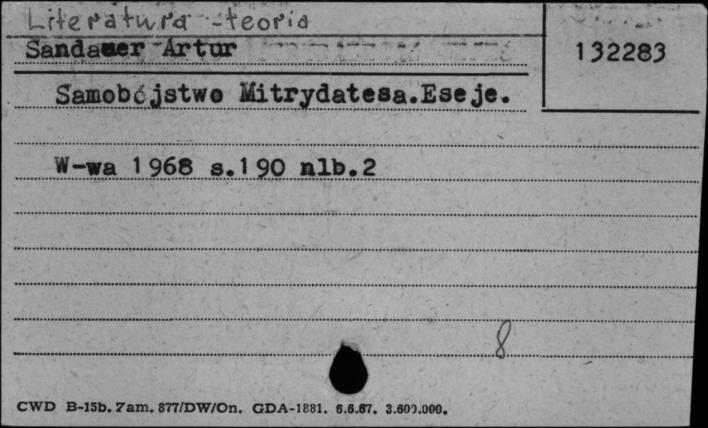 Literatura - teoria
Sandauer Artur
132283
Samobójstwo Mitrydatesa.Eseje.
W-wa 1968 s.190 nlb.2
8
CWD B-15b. Zam. 877/DW/On. GDA-1881. 6.6.67. 3.600.000.